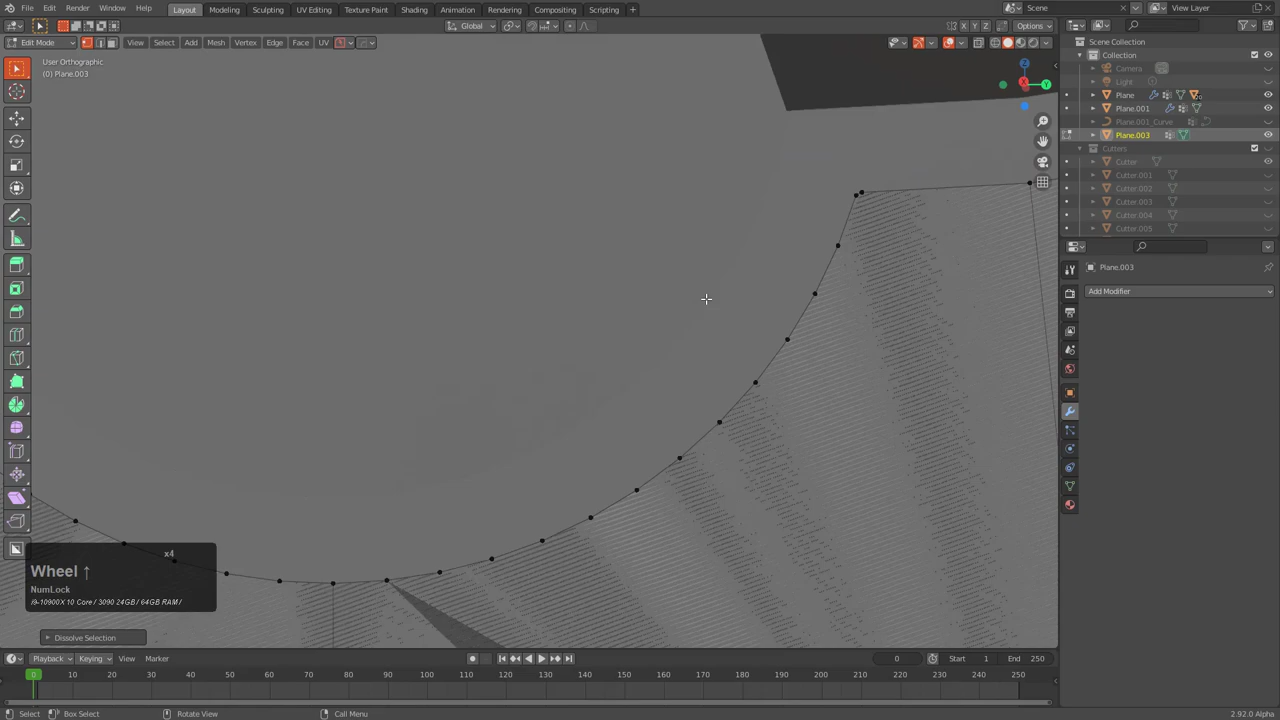 File Edit Render Window Help Layout Modeling Sculpting UV Editing Texture Paint Shading Animation Rendering Compositing Scripting + Scene View Layer
Global X Y Z Options
Edit Mode View Select Add Mesh Vertex Edge Face UV
User Orthographic
(0) Plane.003
Z
X Y
Scene Collection
Collection
Camera
Light
Plane
Plane.001
Plane.001_Curve
Plane.003
Cutters
Cutter
Cutter.001
Cutter.002
Cutter.003
Cutter.004
Cutter.005
Plane.003
Add Modifier
x4
Wheel ↑
NumLock
i9-10900X 10 Core / 3090 24GB / 64GB RAM /
Dissolve Selection
Playback Keying View Marker 0 Start 1 End 250
0 10 20 30 40 50 60 70 80 90 100 110 120 130 140 150 160 170 180 190 200 210 220 230 240 250
Select Box Select Rotate View Call Menu 2.92.0 Alpha